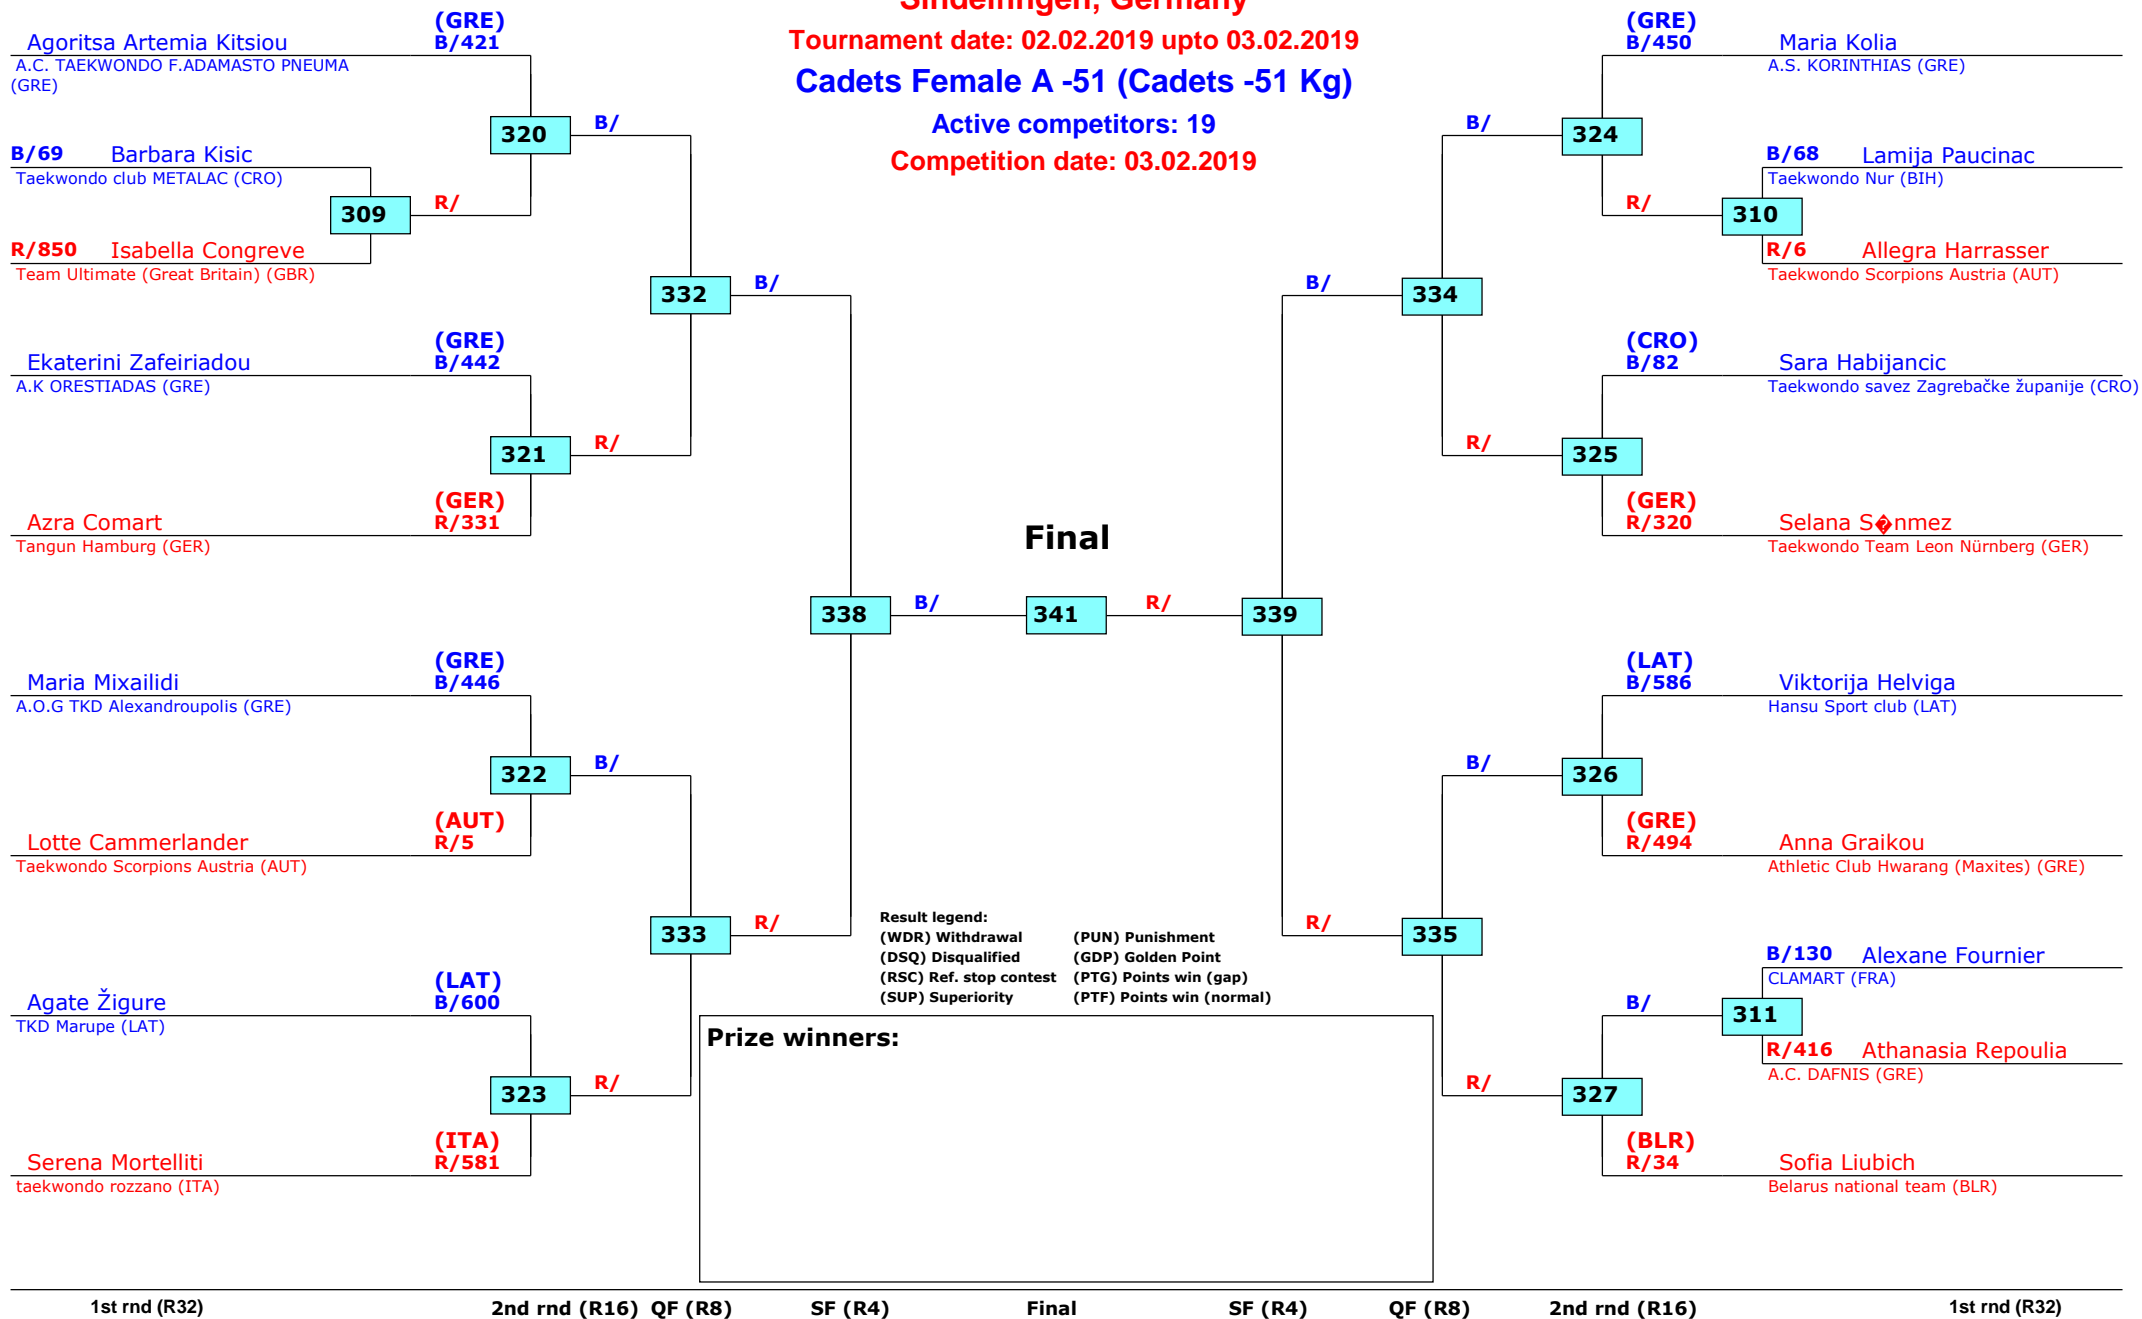 Sindelfingen, Germany
Tournament date: 02.02.2019 upto 03.02.2019
Cadets Female A -51 (Cadets -51 Kg)
Active competitors: 19
Competition date: 03.02.2019
(GRE)
Agoritsa Artemia Kitsiou B/421
A.C. TAEKWONDO F.ADAMASTO PNEUMA
(GRE)
320
B/
B/69 Barbara Kisic
Taekwondo club METALAC (CRO)
309
R/
R/850 Isabella Congreve
Team Ultimate (Great Britain) (GBR)
332
B/
(GRE)
Ekaterini Zafeiriadou B/442
A.K ORESTIADAS (GRE)
321
R/
(GER)
Azra Comart R/331
Tangun Hamburg (GER)
338
B/
(GRE)
Maria Mixailidi B/446
A.O.G TKD Alexandroupolis (GRE)
322
B/
(AUT)
Lotte Cammerlander R/5
Taekwondo Scorpions Austria (AUT)
333
R/
(LAT)
Agate Žigure B/600
TKD Marupe (LAT)
323
R/
(ITA)
Serena Mortelliti R/581
taekwondo rozzano (ITA)
Final
341
R/
339
(GRE)
B/450 Maria Kolia
A.S. KORINTHIAS (GRE)
B/
324
B/68 Lamija Paucinac
Taekwondo Nur (BIH)
R/
310
R/6 Allegra Harrasser
Taekwondo Scorpions Austria (AUT)
B/
334
(CRO)
B/82 Sara Habijancic
Taekwondo savez Zagrebačke županije (CRO)
R/
325
(GER)
R/320 Selana S�nmez
Taekwondo Team Leon Nürnberg (GER)
(LAT)
B/586 Viktorija Helviga
Hansu Sport club (LAT)
B/
326
(GRE)
R/494 Anna Graikou
Athletic Club Hwarang (Maxites) (GRE)
R/
335
B/130 Alexane Fournier
CLAMART (FRA)
B/
311
R/416 Athanasia Repoulia
A.C. DAFNIS (GRE)
R/
327
(BLR)
R/34 Sofia Liubich
Belarus national team (BLR)
Result legend:
(WDR) Withdrawal (PUN) Punishment
(DSQ) Disqualified (GDP) Golden Point
(RSC) Ref. stop contest (PTG) Points win (gap)
(SUP) Superiority (PTF) Points win (normal)
Prize winners:
1st rnd (R32) 2nd rnd (R16) QF (R8) SF (R4) Final SF (R4) QF (R8) 2nd rnd (R16) 1st rnd (R32)